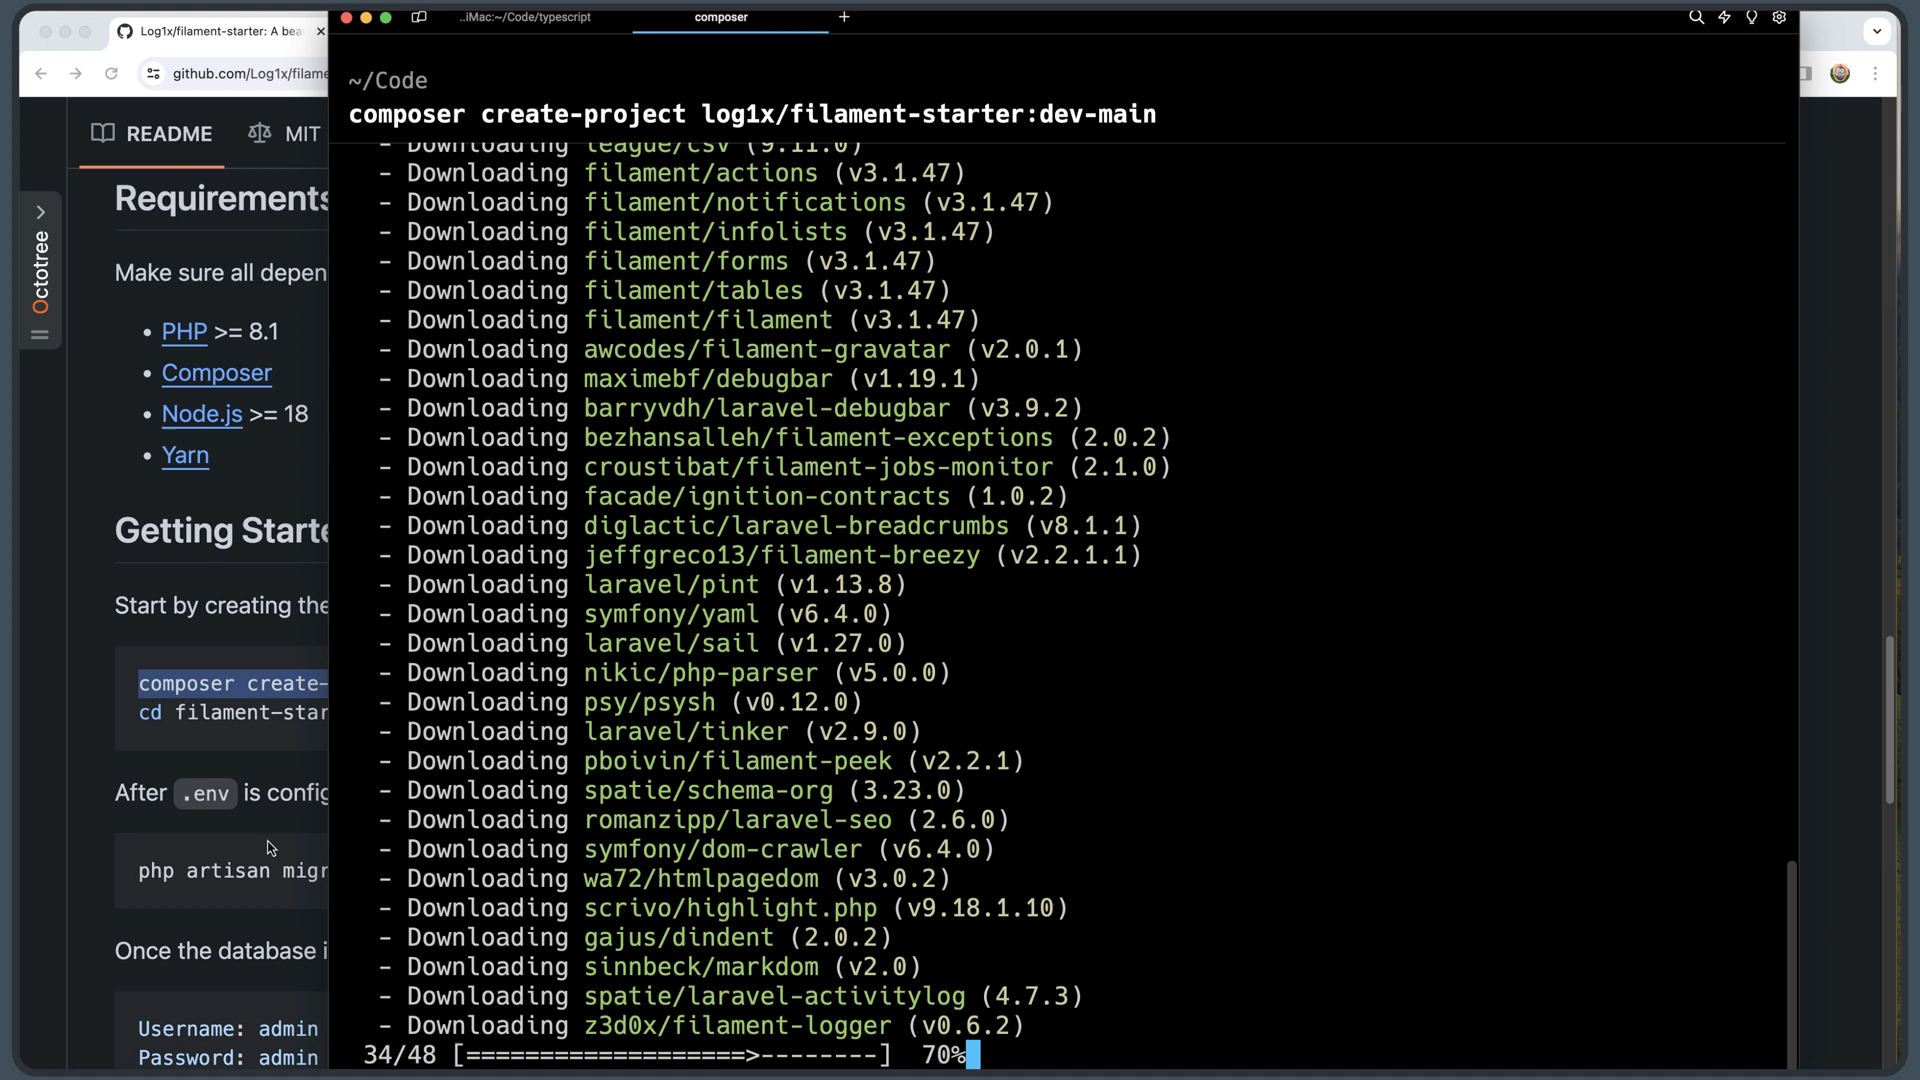 Log1x/filament-starter: A bea
github.com/Log1x/filame
..iMac:~/Code/typescript
composer
README
MIT
Octotree
Requirements
Make sure all depen
PHP >= 8.1
Composer
Node.js >= 18
Yarn
Getting Starte
Start by creating the
composer create-
cd filament-star
After .env is config
php artisan migr
Once the database i
Username: admin
Password: admin
~/Code
composer create-project log1x/filament-starter:dev-main
- Downloading league/csv (9.11.0)
- Downloading filament/actions (v3.1.47)
- Downloading filament/notifications (v3.1.47)
- Downloading filament/infolists (v3.1.47)
- Downloading filament/forms (v3.1.47)
- Downloading filament/tables (v3.1.47)
- Downloading filament/filament (v3.1.47)
- Downloading awcodes/filament-gravatar (v2.0.1)
- Downloading maximebf/debugbar (v1.19.1)
- Downloading barryvdh/laravel-debugbar (v3.9.2)
- Downloading bezhansalleh/filament-exceptions (2.0.2)
- Downloading croustibat/filament-jobs-monitor (2.1.0)
- Downloading facade/ignition-contracts (1.0.2)
- Downloading diglactic/laravel-breadcrumbs (v8.1.1)
- Downloading jeffgreco13/filament-breezy (v2.2.1.1)
- Downloading laravel/pint (v1.13.8)
- Downloading symfony/yaml (v6.4.0)
- Downloading laravel/sail (v1.27.0)
- Downloading nikic/php-parser (v5.0.0)
- Downloading psy/psysh (v0.12.0)
- Downloading laravel/tinker (v2.9.0)
- Downloading pboivin/filament-peek (v2.2.1)
- Downloading spatie/schema-org (3.23.0)
- Downloading romanzipp/laravel-seo (2.6.0)
- Downloading symfony/dom-crawler (v6.4.0)
- Downloading wa72/htmlpagedom (v3.0.2)
- Downloading scrivo/highlight.php (v9.18.1.10)
- Downloading gajus/dindent (2.0.2)
- Downloading sinnbeck/markdom (v2.0)
- Downloading spatie/laravel-activitylog (4.7.3)
- Downloading z3d0x/filament-logger (v0.6.2)
34/48 [===================>--------] 70%